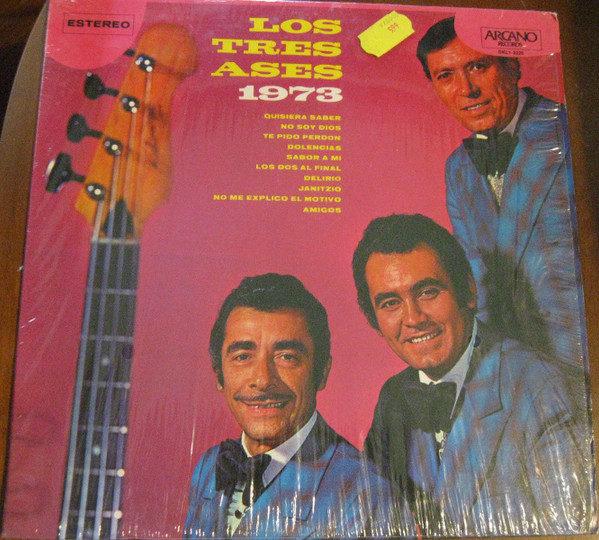 ESTEREO
LOS
TRES
ASES
1973
599
ARCANO
RECORDS
QUISIERA SABER
NO SOY DIOS
TE PIDO PERDON
DOLENCIAS
SABOR A MI
LOS DOS AL FINAL
DELIRIO
JANITZIO
NO ME EXPLICO EL MOTIVO
AMIGOS